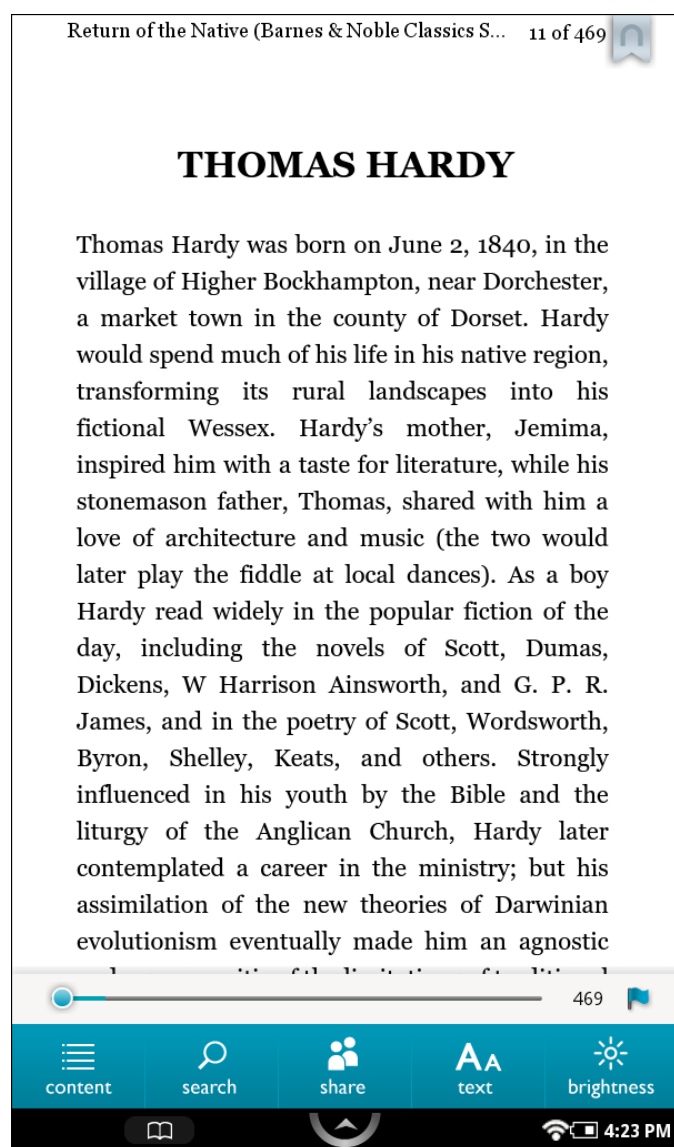 Return of the Native (Barnes & Noble Classics S... 11 of 469
THOMAS HARDY
Thomas Hardy was born on June 2, 1840, in the
village of Higher Bockhampton, near Dorchester,
a market town in the county of Dorset. Hardy
would spend much of his life in his native region,
transforming its rural landscapes into his
fictional Wessex. Hardy’s mother, Jemima,
inspired him with a taste for literature, while his
stonemason father, Thomas, shared with him a
love of architecture and music (the two would
later play the fiddle at local dances). As a boy
Hardy read widely in the popular fiction of the
day, including the novels of Scott, Dumas,
Dickens, W Harrison Ainsworth, and G. P. R.
James, and in the poetry of Scott, Wordsworth,
Byron, Shelley, Keats, and others. Strongly
influenced in his youth by the Bible and the
liturgy of the Anglican Church, Hardy later
contemplated a career in the ministry; but his
assimilation of the new theories of Darwinian
evolutionism eventually made him an agnostic
469
content search share text brightness
4:23 PM